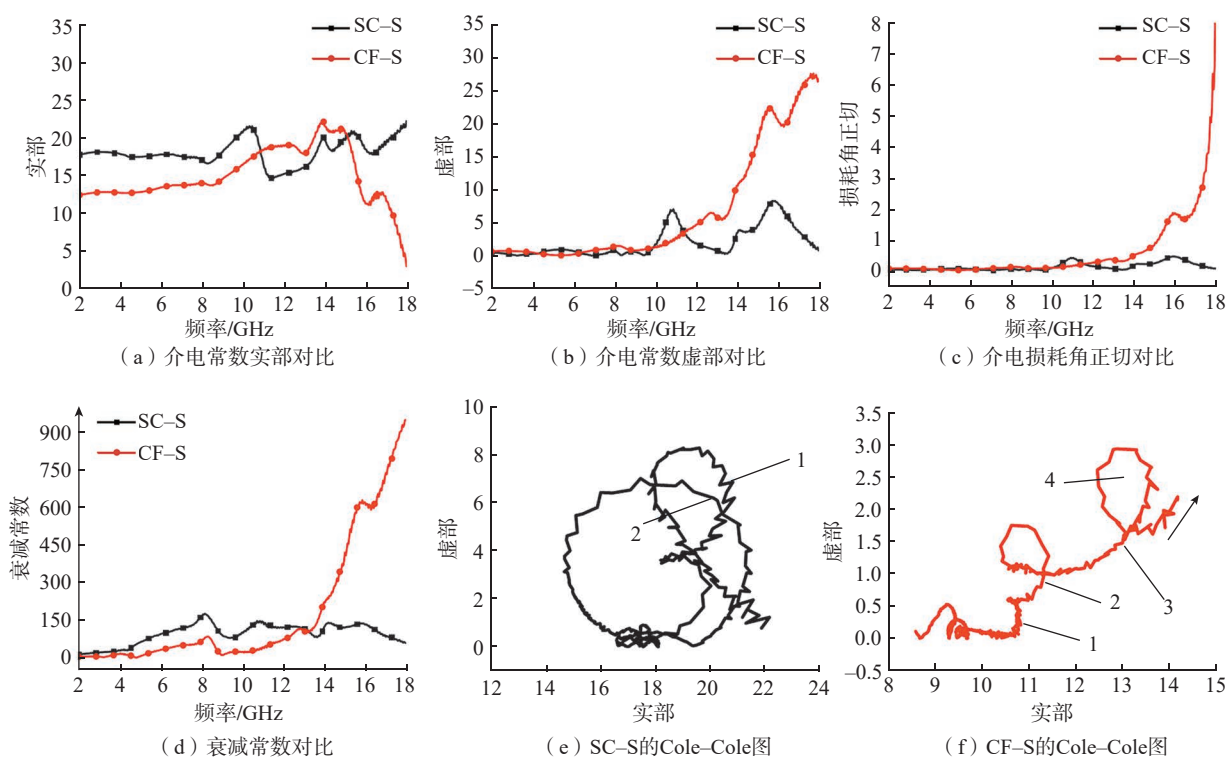 35
30
25
20
15
10
5
0
实部
SC–S
CF–S
2 4 6 8 10 12 14 16 18
频率/GHz
(a)介电常数实部对比
35
30
25
20
15
10
5
0
–5
虚部
SC–S
CF–S
2 4 6 8 10 12 14 16 18
频率/GHz
(b)介电常数虚部对比
8
7
6
5
4
3
2
1
0
损耗角正切
SC–S
CF–S
2 4 6 8 10 12 14 16 18
频率/GHz
(c)介电损耗角正切对比
900
750
600
450
300
150
0
衰减常数
SC–S
CF–S
2 4 6 8 10 12 14 16 18
频率/GHz
(d)衰减常数对比
10
8
6
4
2
0
虚部
1
2
12 14 16 18 20 22 24
实部
(e)SC–S的Cole–Cole图
3.5
3.0
2.5
2.0
1.5
1.0
0.5
0.0
–0.5
虚部
4
2
3
1
8 9 10 11 12 13 14 15
实部
(f)CF–S的Cole–Cole图